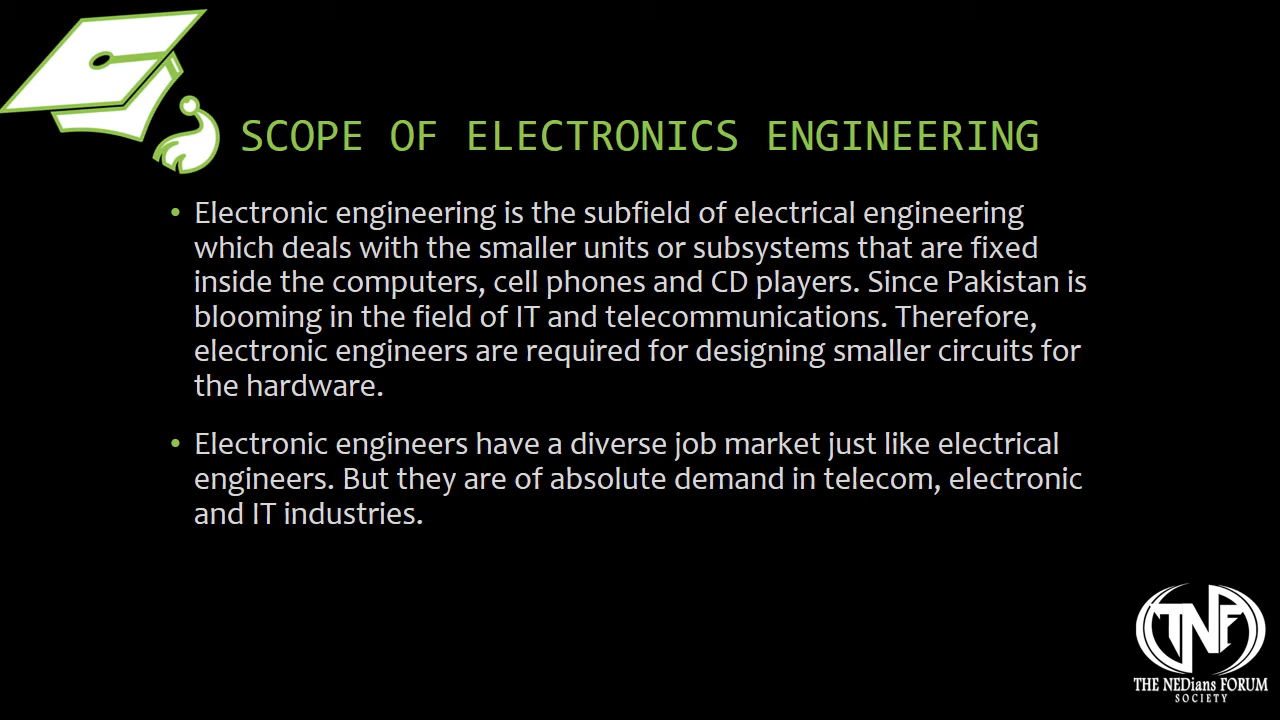 SCOPE OF ELECTRONICS ENGINEERING
• Electronic engineering is the subfield of electrical engineering
which deals with the smaller units or subsystems that are fixed
inside the computers, cell phones and CD players. Since Pakistan is
blooming in the field of IT and telecommunications. Therefore,
electronic engineers are required for designing smaller circuits for
the hardware.
• Electronic engineers have a diverse job market just like electrical
engineers. But they are of absolute demand in telecom, electronic
and IT industries.
TNF
THE NEDians FORUM
SOCIETY